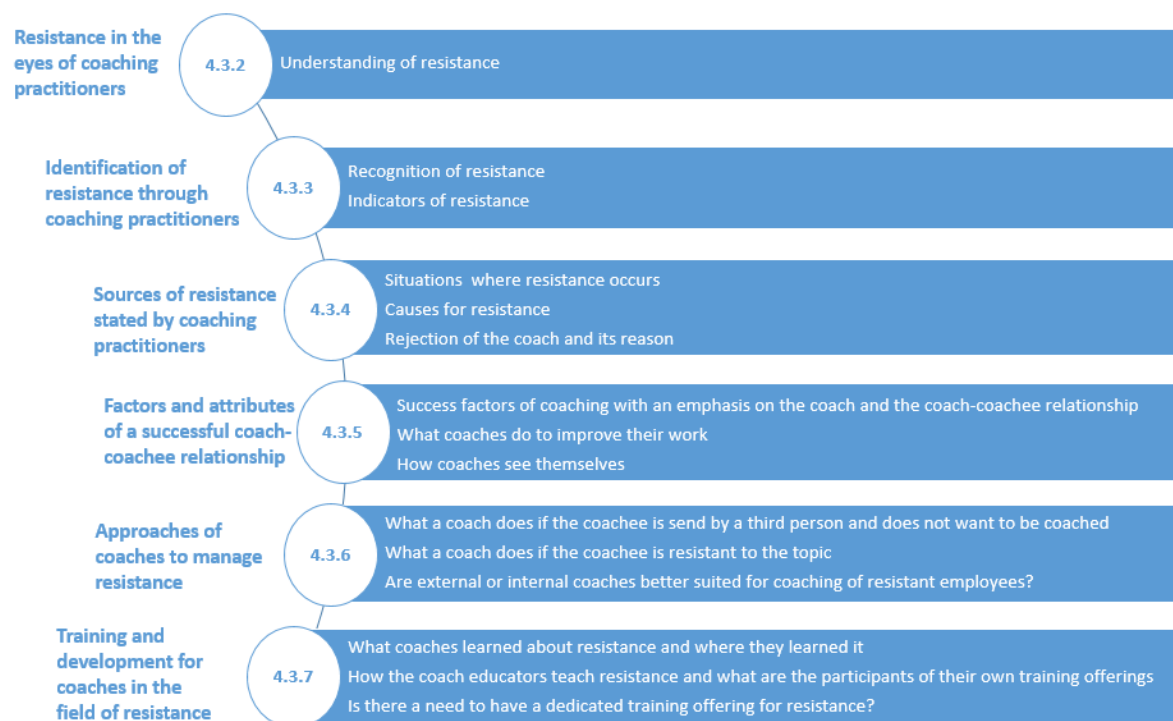 Resistance in the
eyes of coaching
practitioners
4.3.2
Understanding of resistance
Identification of
resistance through
coaching practitioners
4.3.3
Recognition of resistance
Indicators of resistance
Sources of resistance
stated by coaching
practitioners
4.3.4
Situations where resistance occurs
Causes for resistance
Rejection of the coach and its reason
Factors and attributes
of a successful coach-
coachee relationship
4.3.5
Success factors of coaching with an emphasis on the coach and the coach-coachee relationship
What coaches do to improve their work
How coaches see themselves
Approaches of
coaches to manage
resistance
4.3.6
What a coach does if the coachee is send by a third person and does not want to be coached
What a coach does if the coachee is resistant to the topic
Are external or internal coaches better suited for coaching of resistant employees?
Training and
development for
coaches in the
field of resistance
4.3.7
What coaches learned about resistance and where they learned it
How the coach educators teach resistance and what are the participants of their own training offerings
Is there a need to have a dedicated training offering for resistance?